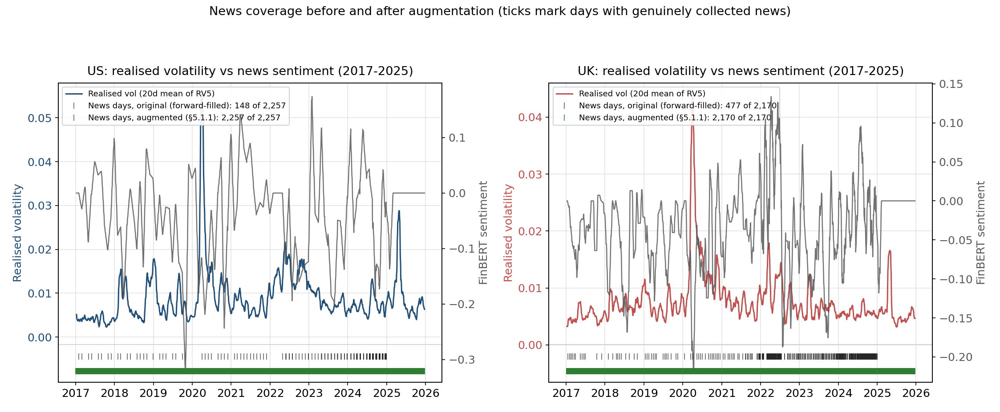 News coverage before and after augmentation (ticks mark days with genuinely collected news)
US: realised volatility vs news sentiment (2017-2025)
Realised vol (20d mean of RV5)
News days, original (forward-filled): 148 of 2,257
News days, augmented (§5.1.1): 2,257 of 2,257
Realised volatility
0.05
0.04
0.03
0.02
0.01
0.00
0.1
0.0
−0.1
−0.2
−0.3
FinBERT sentiment
2017 2018 2019 2020 2021 2022 2023 2024 2025 2026
UK: realised volatility vs news sentiment (2017-2025)
Realised vol (20d mean of RV5)
News days, original (forward-filled): 477 of 2,170
News days, augmented (§5.1.1): 2,170 of 2,170
Realised volatility
0.04
0.03
0.02
0.01
0.00
0.15
0.10
0.05
0.00
−0.05
−0.10
−0.15
−0.20
FinBERT sentiment
2017 2018 2019 2020 2021 2022 2023 2024 2025 2026